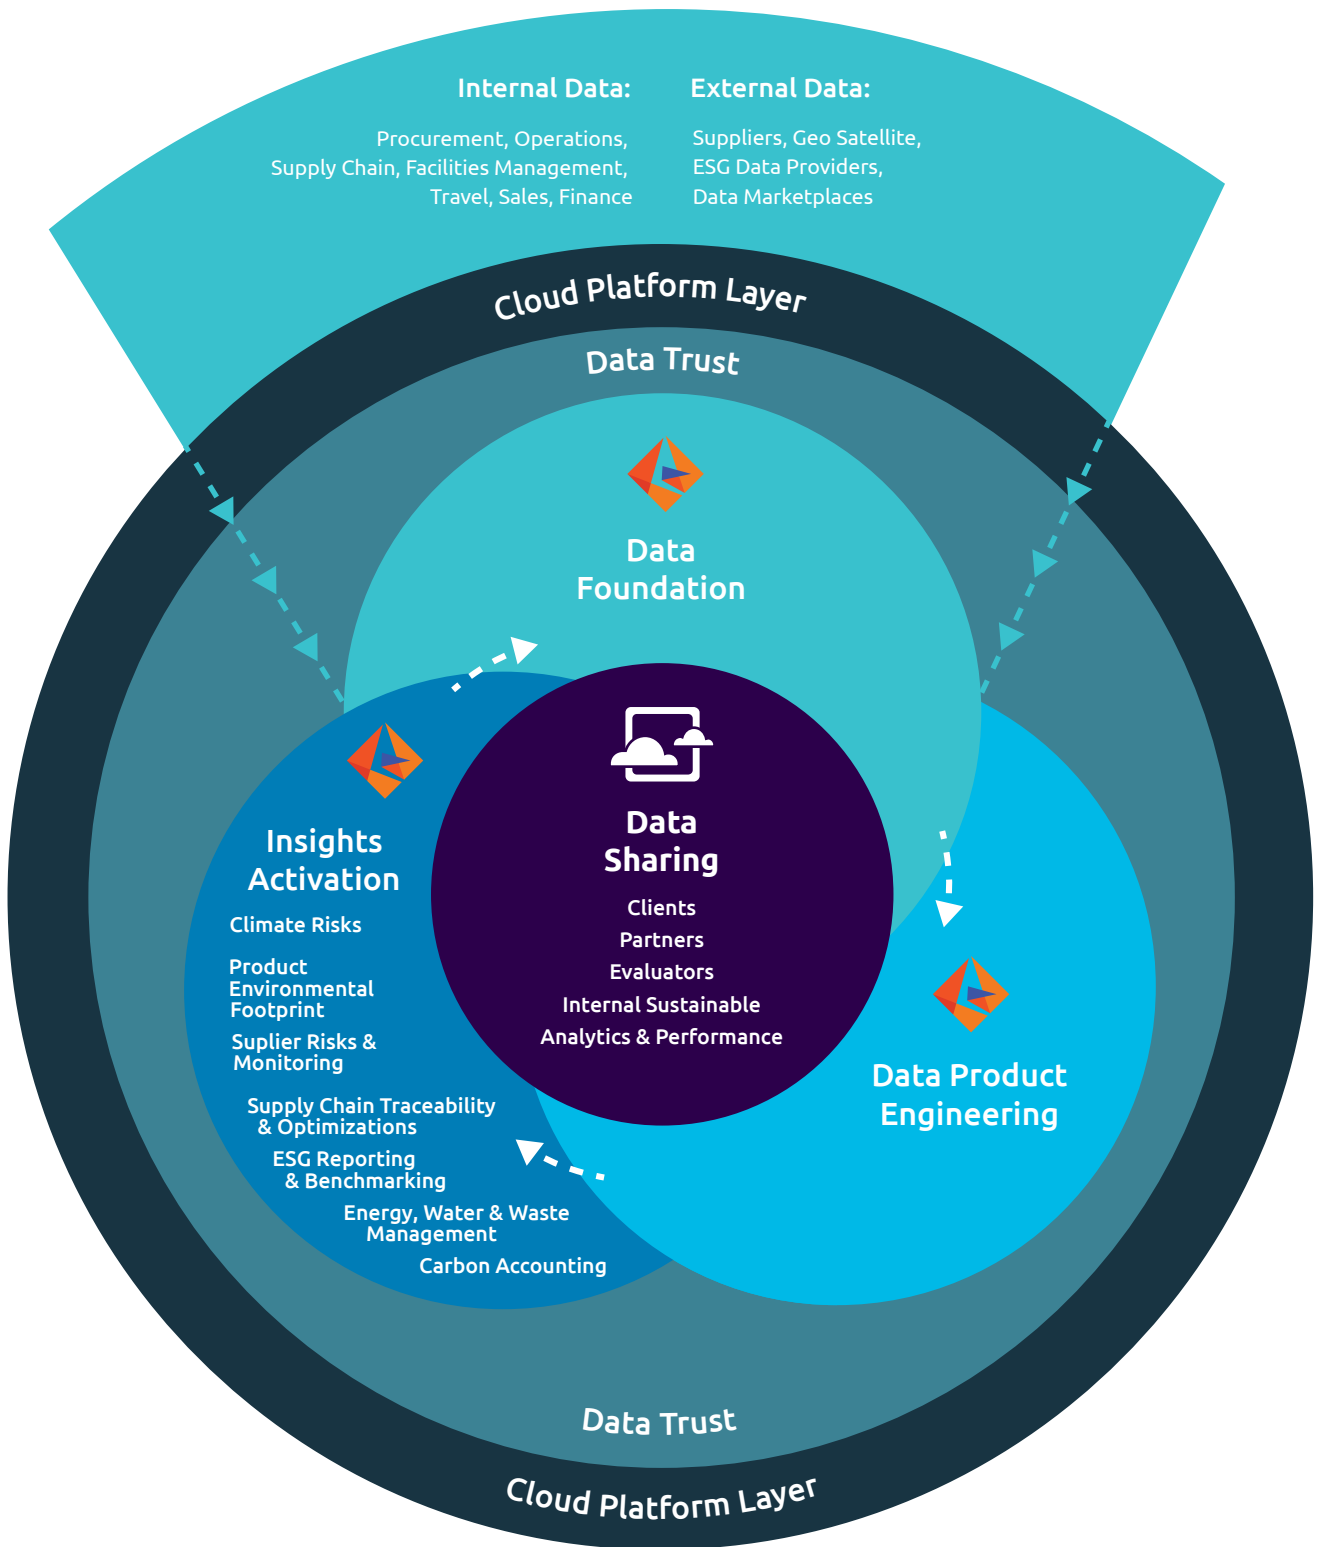 Internal Data:
Procurement, Operations,
Supply Chain, Facilities Management,
Travel, Sales, Finance
External Data:
Suppliers, Geo Satellite,
ESG Data Providers,
Data Marketplaces
Cloud Platform Layer
Data Trust
Data
Foundation
Data
Sharing
Clients
Partners
Evaluators
Internal Sustainable
Analytics & Performance
Insights
Activation
Climate Risks
Product
Environmental
Footprint
Suplier Risks &
Monitoring
Supply Chain Traceability
& Optimizations
ESG Reporting
& Benchmarking
Energy, Water & Waste
Management
Carbon Accounting
Data Product
Engineering
Data Trust
Cloud Platform Layer